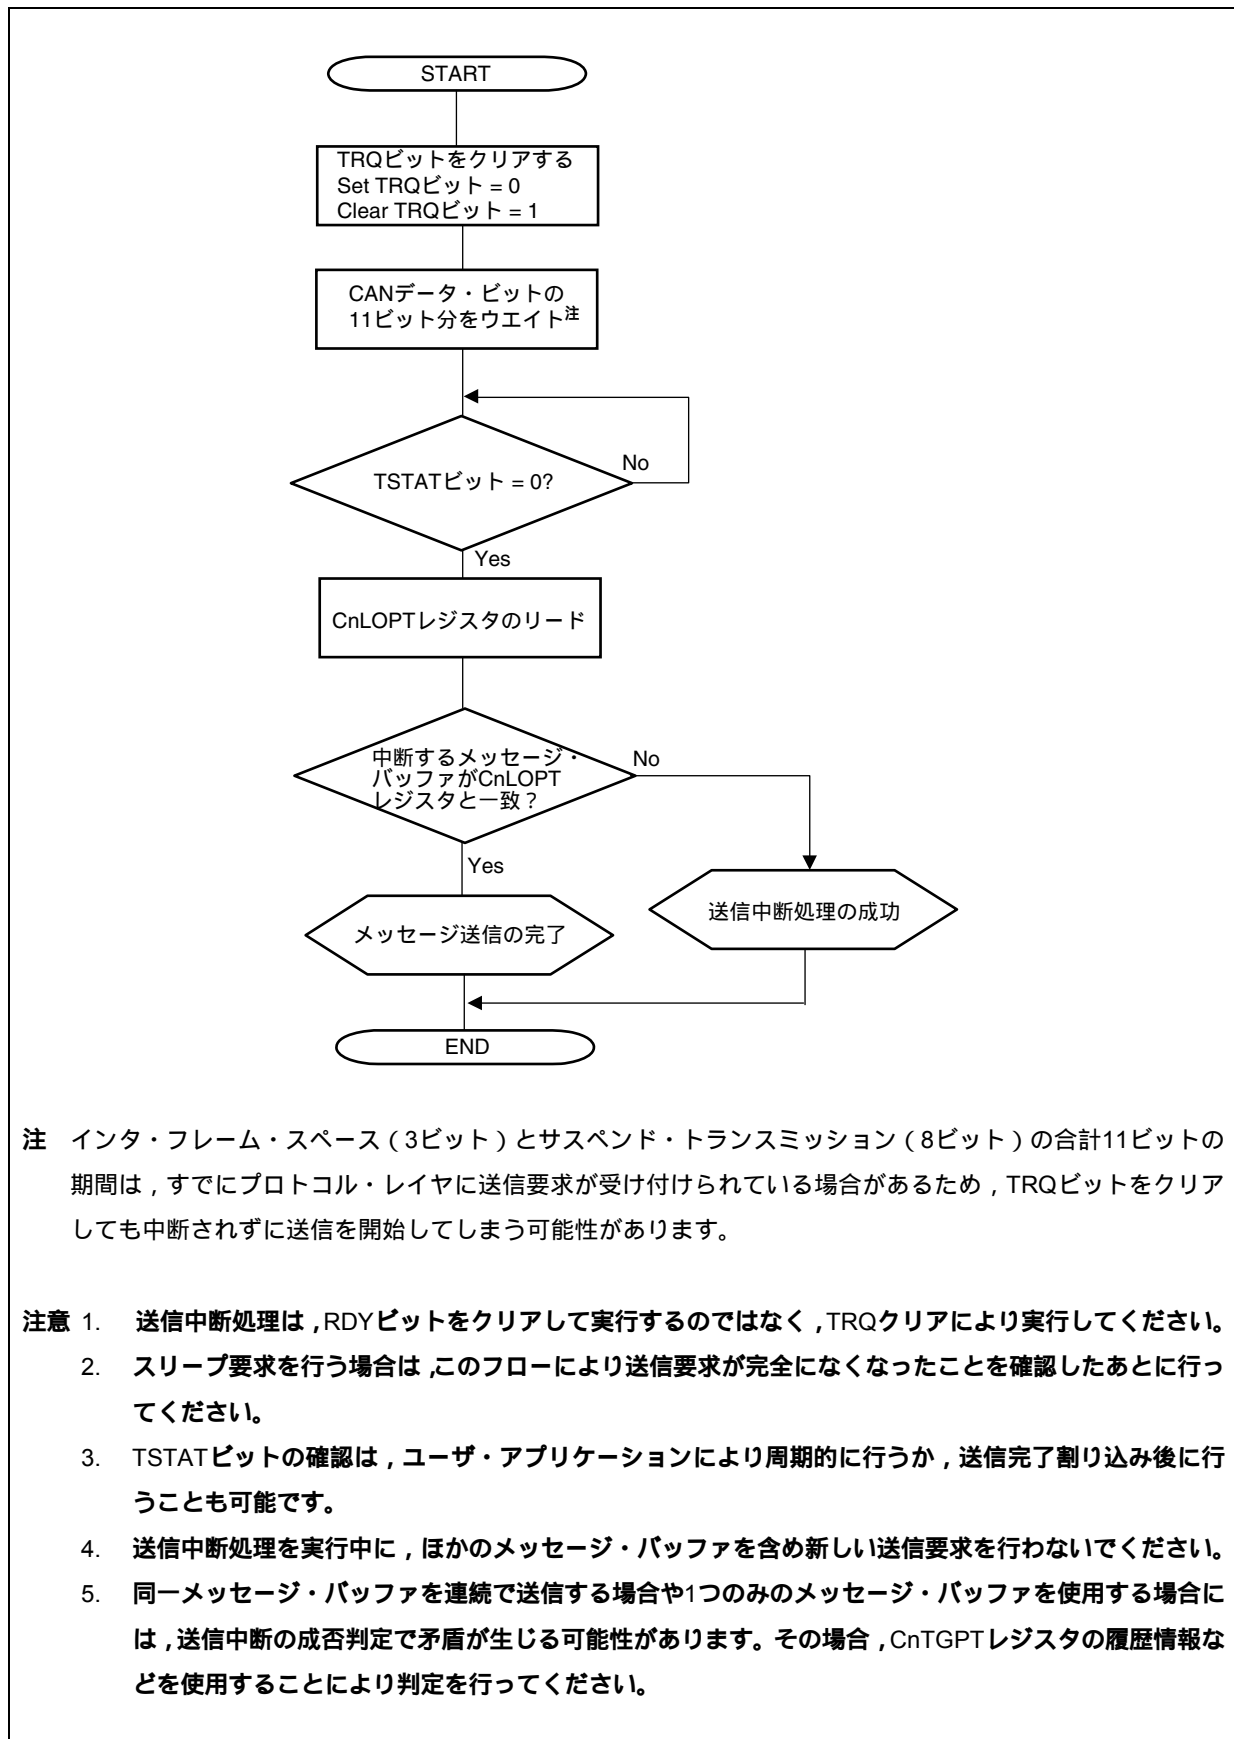 START
TRQビットをクリアする
Set TRQビット = 0
Clear TRQビット = 1
CANデータ・ビットの
11ビット分をウエイト注
TSTATビット = 0?
No
Yes
CnLOPTレジスタのリード
中断するメッセージ・
バッファがCnLOPT
レジスタと一致?
No
Yes
送信中断処理の成功
メッセージ送信の完了
END
注 インタ・フレーム・スペース(3ビット)とサスペンド・トランスミッション(8ビット)の合計11ビットの
期間は,すでにプロトコル・レイヤに送信要求が受け付けられている場合があるため,TRQビットをクリア
しても中断されずに送信を開始してしまう可能性があります。
注意 1. 送信中断処理は,RDYビットをクリアして実行するのではなく,TRQクリアにより実行してください。
2. スリープ要求を行う場合は,このフローにより送信要求が完全になくなったことを確認したあとに行っ
てください。
3. TSTATビットの確認は,ユーザ・アプリケーションにより周期的に行うか,送信完了割り込み後に行
うことも可能です。
4. 送信中断処理を実行中に,ほかのメッセージ・バッファを含め新しい送信要求を行わないでください。
5. 同一メッセージ・バッファを連続で送信する場合や1つのみのメッセージ・バッファを使用する場合に
は,送信中断の成否判定で矛盾が生じる可能性があります。その場合,CnTGPTレジスタの履歴情報な
どを使用することにより判定を行ってください。